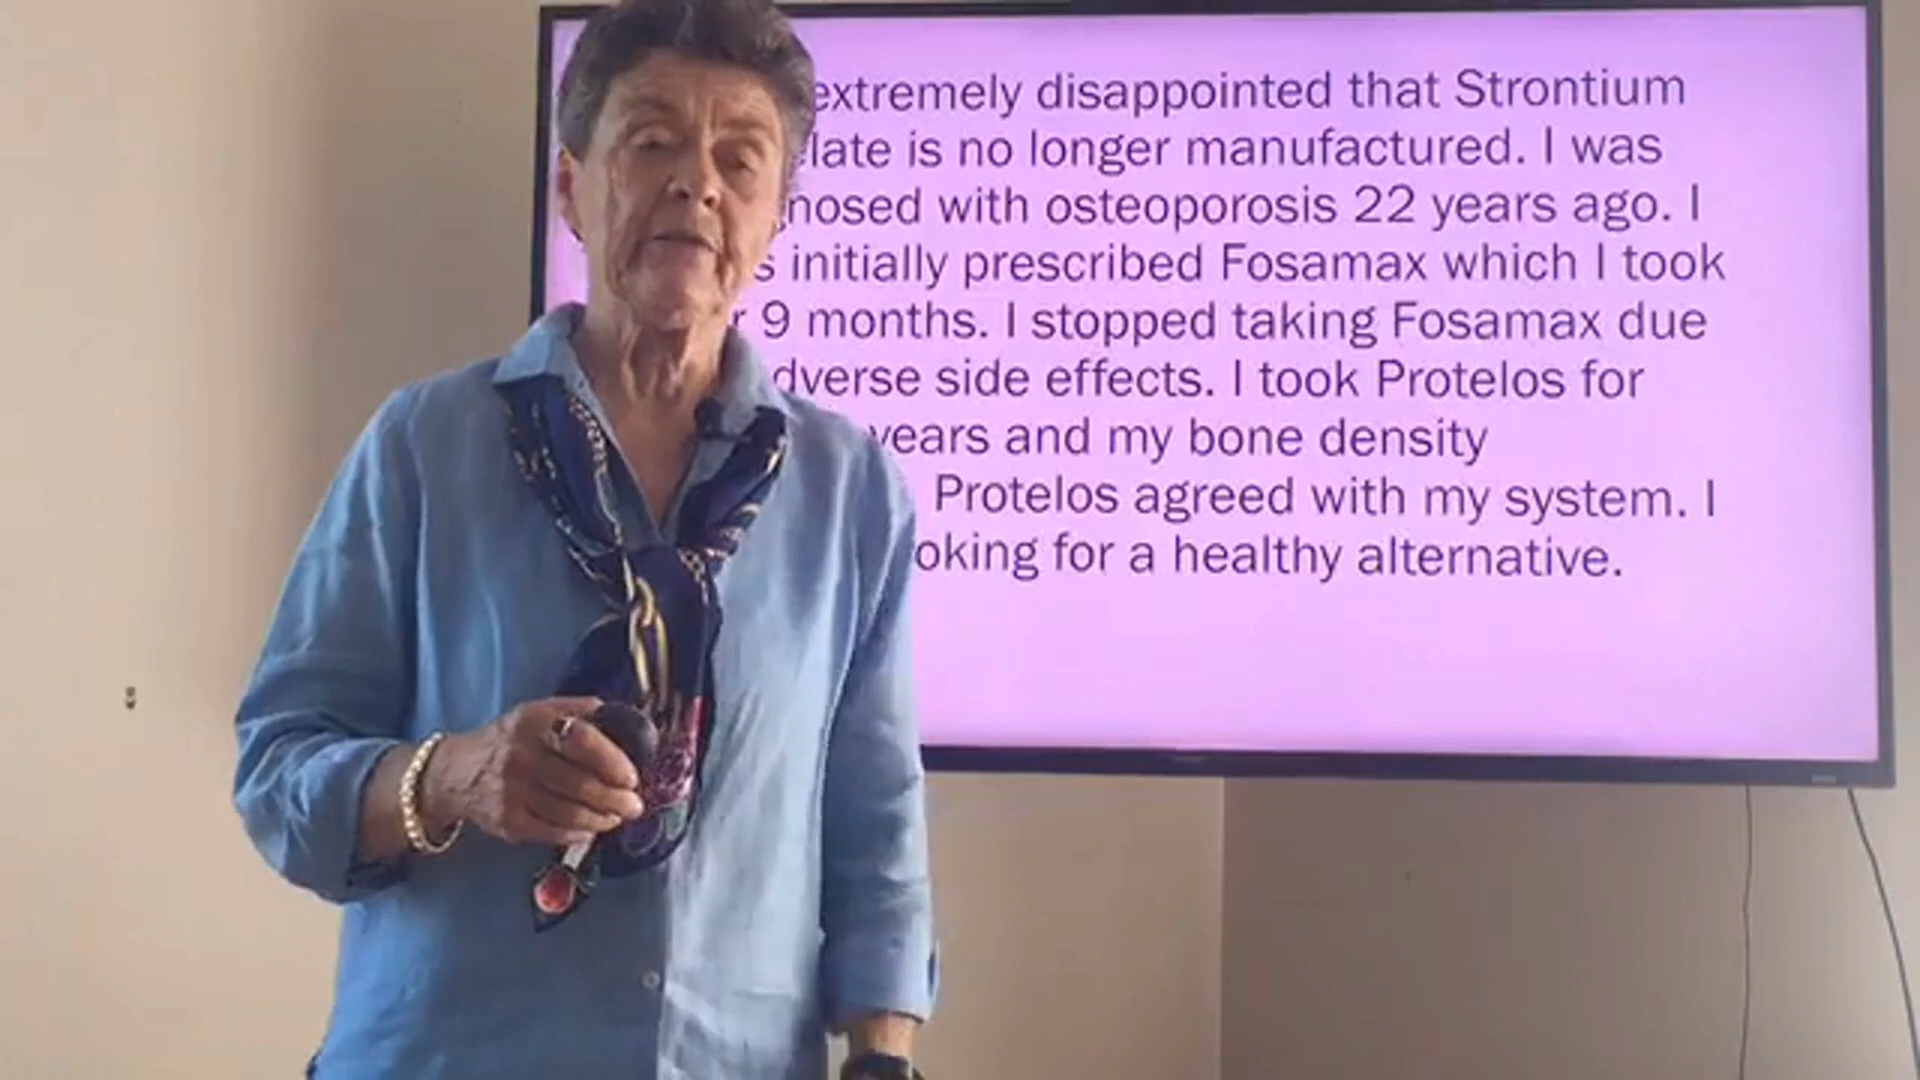 extremely disappointed that Strontium
late is no longer manufactured. I was
nosed with osteoporosis 22 years ago. I
s initially prescribed Fosamax which I took
r 9 months. I stopped taking Fosamax due
dverse side effects. I took Protelos for
years and my bone density
Protelos agreed with my system. I
oking for a healthy alternative.